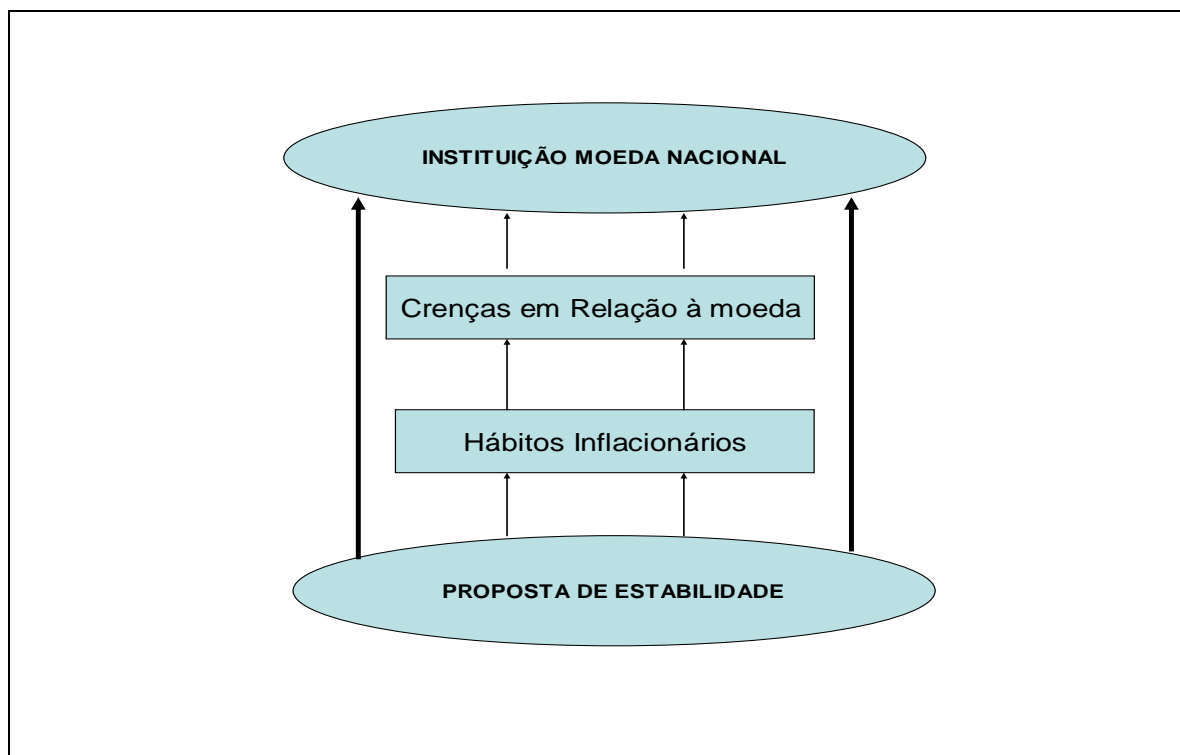 INSTITUIÇÃO MOEDA NACIONAL
Crenças em Relação à moeda
Hábitos Inflacionários
PROPOSTA DE ESTABILIDADE